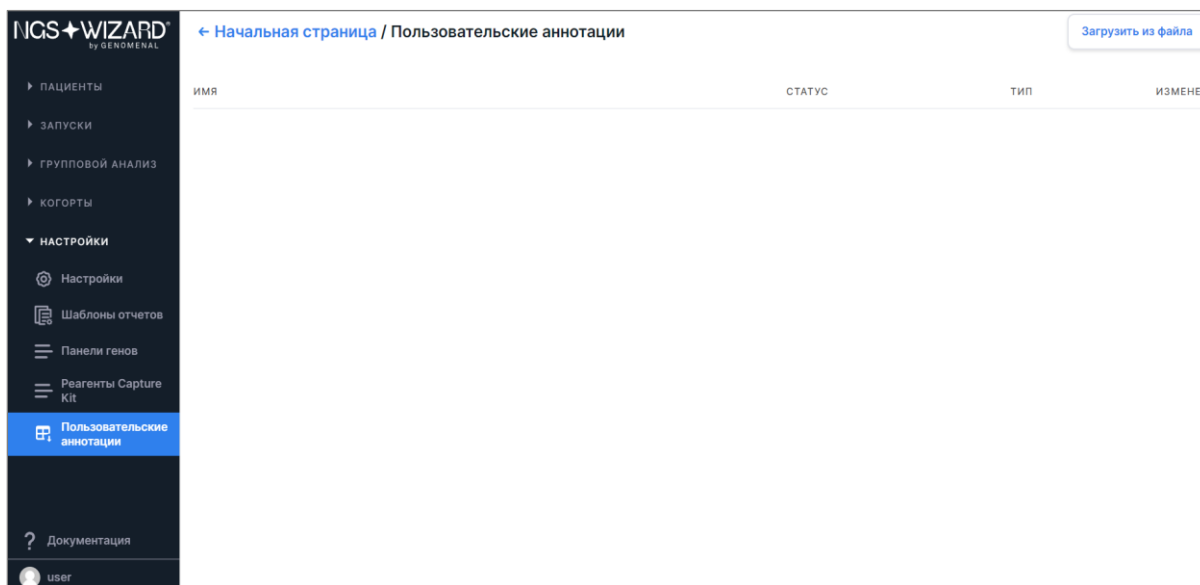 NGS WIZARD®
by GENOMENAL
← Начальная страница / Пользовательские аннотации
Загрузить из файла
ПАЦИЕНТЫ
ЗАПУСКИ
ГРУППОВОЙ АНАЛИЗ
КОГОРТЫ
НАСТРОЙКИ
Настройки
Шаблоны отчетов
Панели генов
Реагенты Capture
Kit
Пользовательские
аннотации
Документация
user
ИМЯ СТАТУС ТИП ИЗМЕНЕ